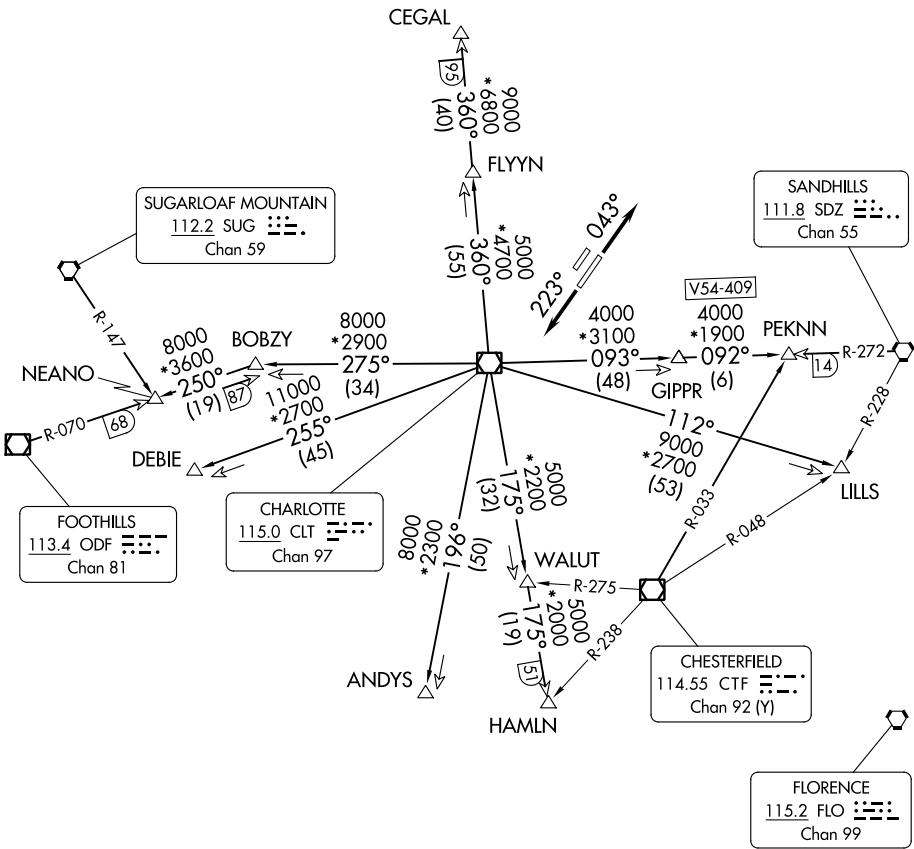 CEGAL
95
360°
(40)
9000
*6800
FLYYN
360°
(55)
5000
*4700
SUGARLOAF MOUNTAIN
112.2 SUG
Chan 59
SANDHILLS
111.8 SDZ
Chan 55
043°
223°
V54-409
R-147
8000
*3600
250°
(19)
87
BOBZY
8000
*2900
275°
(34)
4000
*3100
093°
(48)
4000
*1900
092°
(6)
GIPPR
PEKNN
14
R-272
R-228
NEANO
R-070
68
11000
*2700
255°
(45)
DEBIE
112°
9000
*2700
(53)
LILLS
FOOTHILLS
113.4 ODF
Chan 81
CHARLOTTE
115.0 CLT
Chan 97
8000
*2300
196°
(50)
5000
*2200
175°
(32)
R-033
R-048
WALUT
R-275
5000
*2000
175°
(19)
51
R-238
ANDYS
HAMLN
CHESTERFIELD
114.55 CTF
Chan 92 (Y)
FLORENCE
115.2 FLO
Chan 99